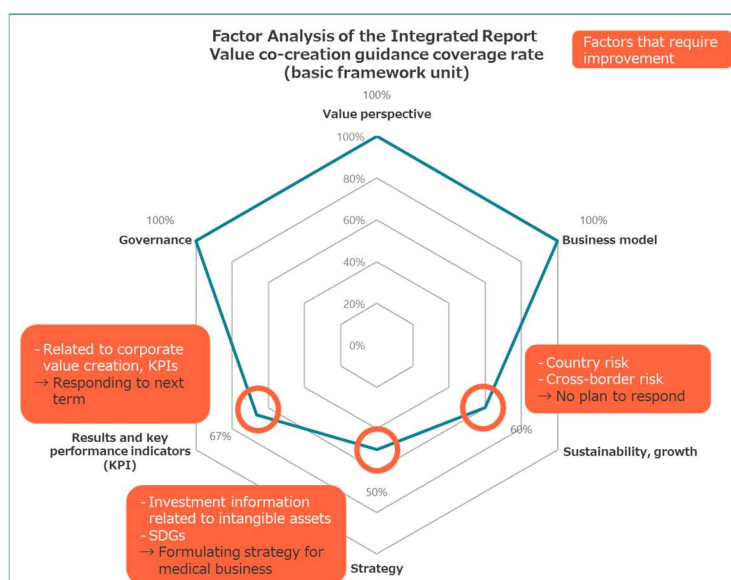 Factor Analysis of the Integrated Report
Value co-creation guidance coverage rate
(basic framework unit)
Factors that require
improvement
100%
Value perspective
100%
80%
60%
40%
20%
0%
100%
Governance
100%
Business model
- Related to corporate
value creation, KPIs
→ Responding to next
term
- Country risk
- Cross-border risk
→ No plan to respond
Results and key
performance indicators
(KPI)
67%
60%
Sustainability, growth
- Investment information
related to intangible assets
- SDGs
→ Formulating strategy for
medical business
50%
Strategy